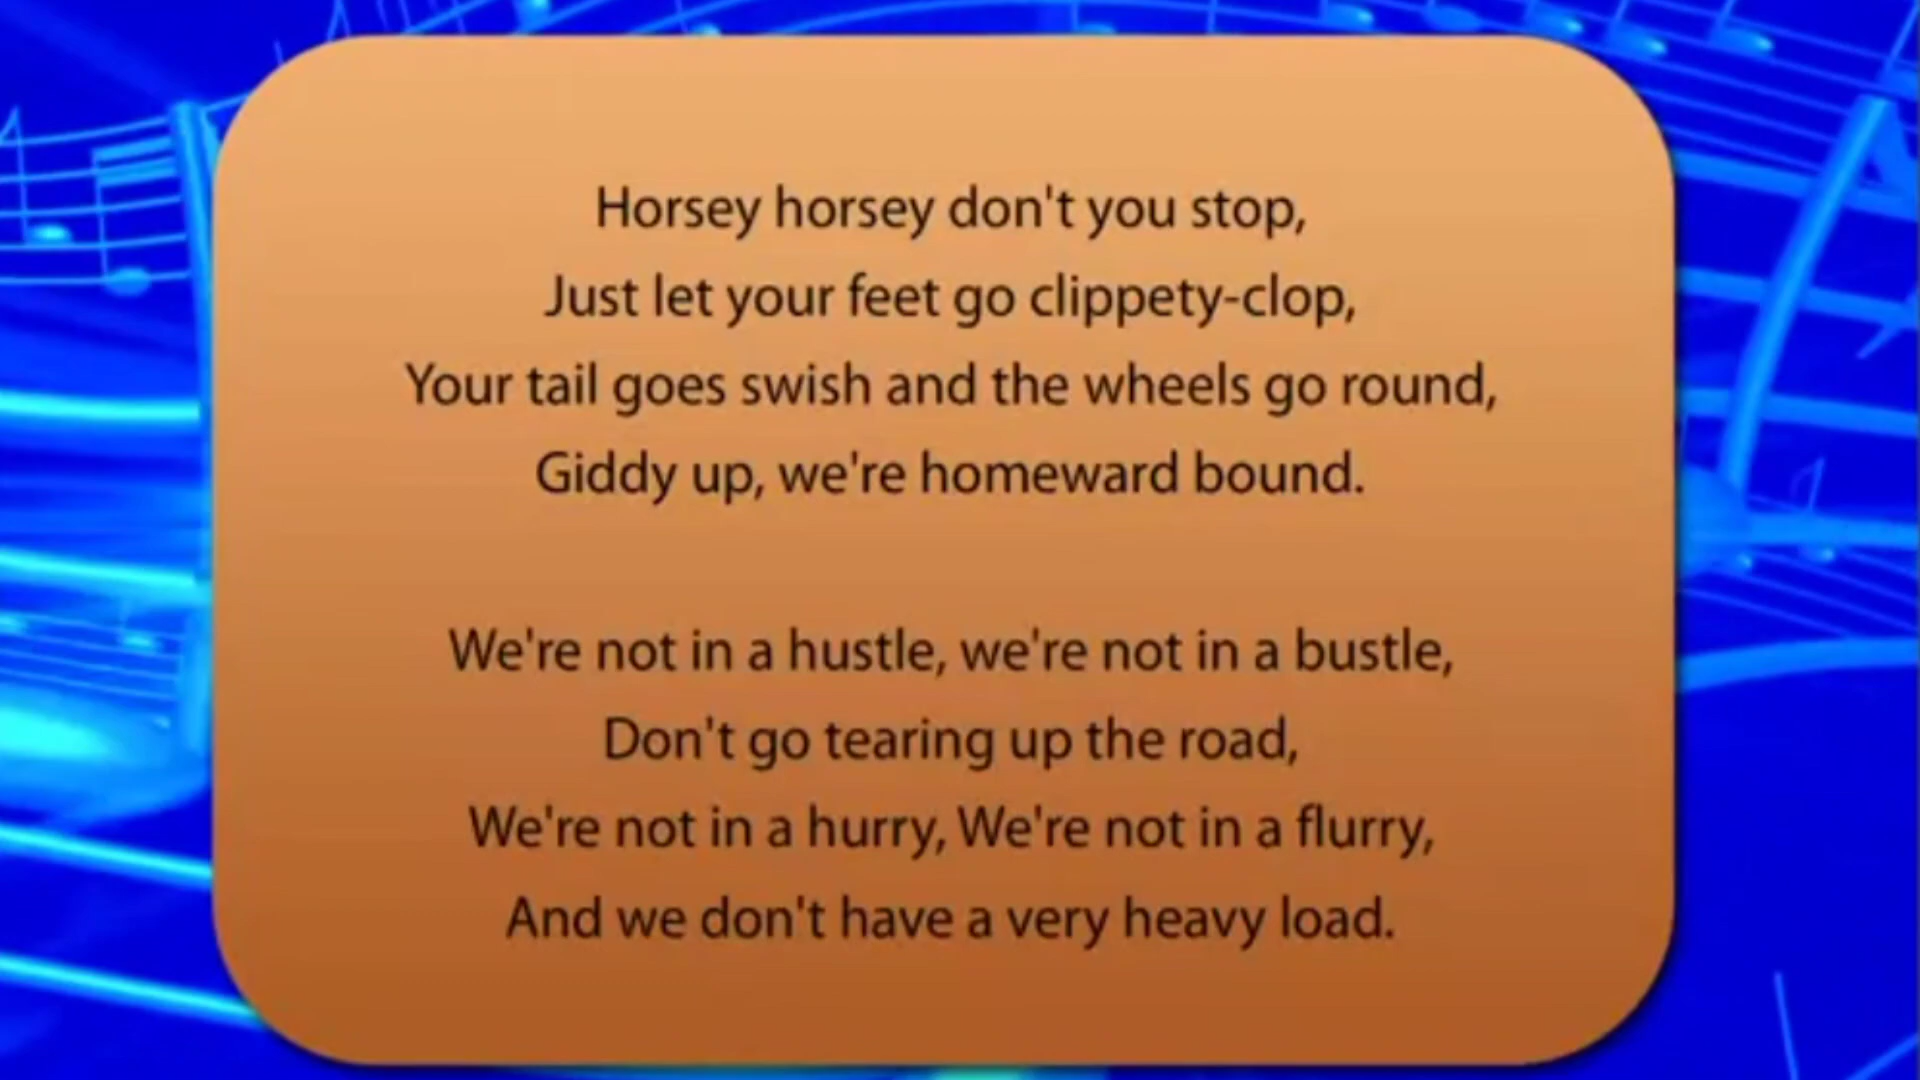 Horsey horsey don't you stop,
Just let your feet go clippety-clop,
Your tail goes swish and the wheels go round,
Giddy up, we're homeward bound.
We're not in a hustle, we're not in a bustle,
Don't go tearing up the road,
We're not in a hurry, We're not in a flurry,
And we don't have a very heavy load.